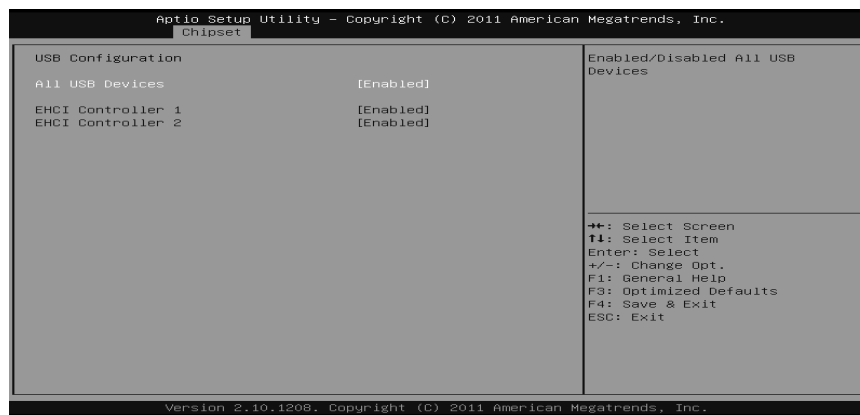 Aptio Setup Utility – Copyright (C) 2011 American Megatrends, Inc.
Chipset
USB Configuration
All USB Devices [Enabled]
EHCI Controller 1 [Enabled]
EHCI Controller 2 [Enabled]
Enabled/Disabled All USB
Devices
→←: Select Screen
↑↓: Select Item
Enter: Select
+/-: Change Opt.
F1: General Help
F3: Optimized Defaults
F4: Save & Exit
ESC: Exit
Version 2.10.1208. Copyright (C) 2011 American Megatrends, Inc.